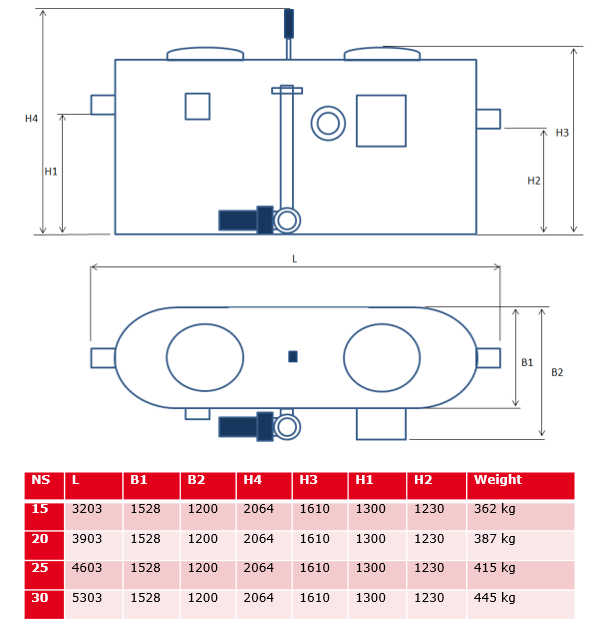 H4
H3
H1
H2
L
B1
B2
NS L B1 B2 H4 H3 H1 H2 Weight
15 3203 1528 1200 2064 1610 1300 1230 362 kg
20 3903 1528 1200 2064 1610 1300 1230 387 kg
25 4603 1528 1200 2064 1610 1300 1230 415 kg
30 5303 1528 1200 2064 1610 1300 1230 445 kg